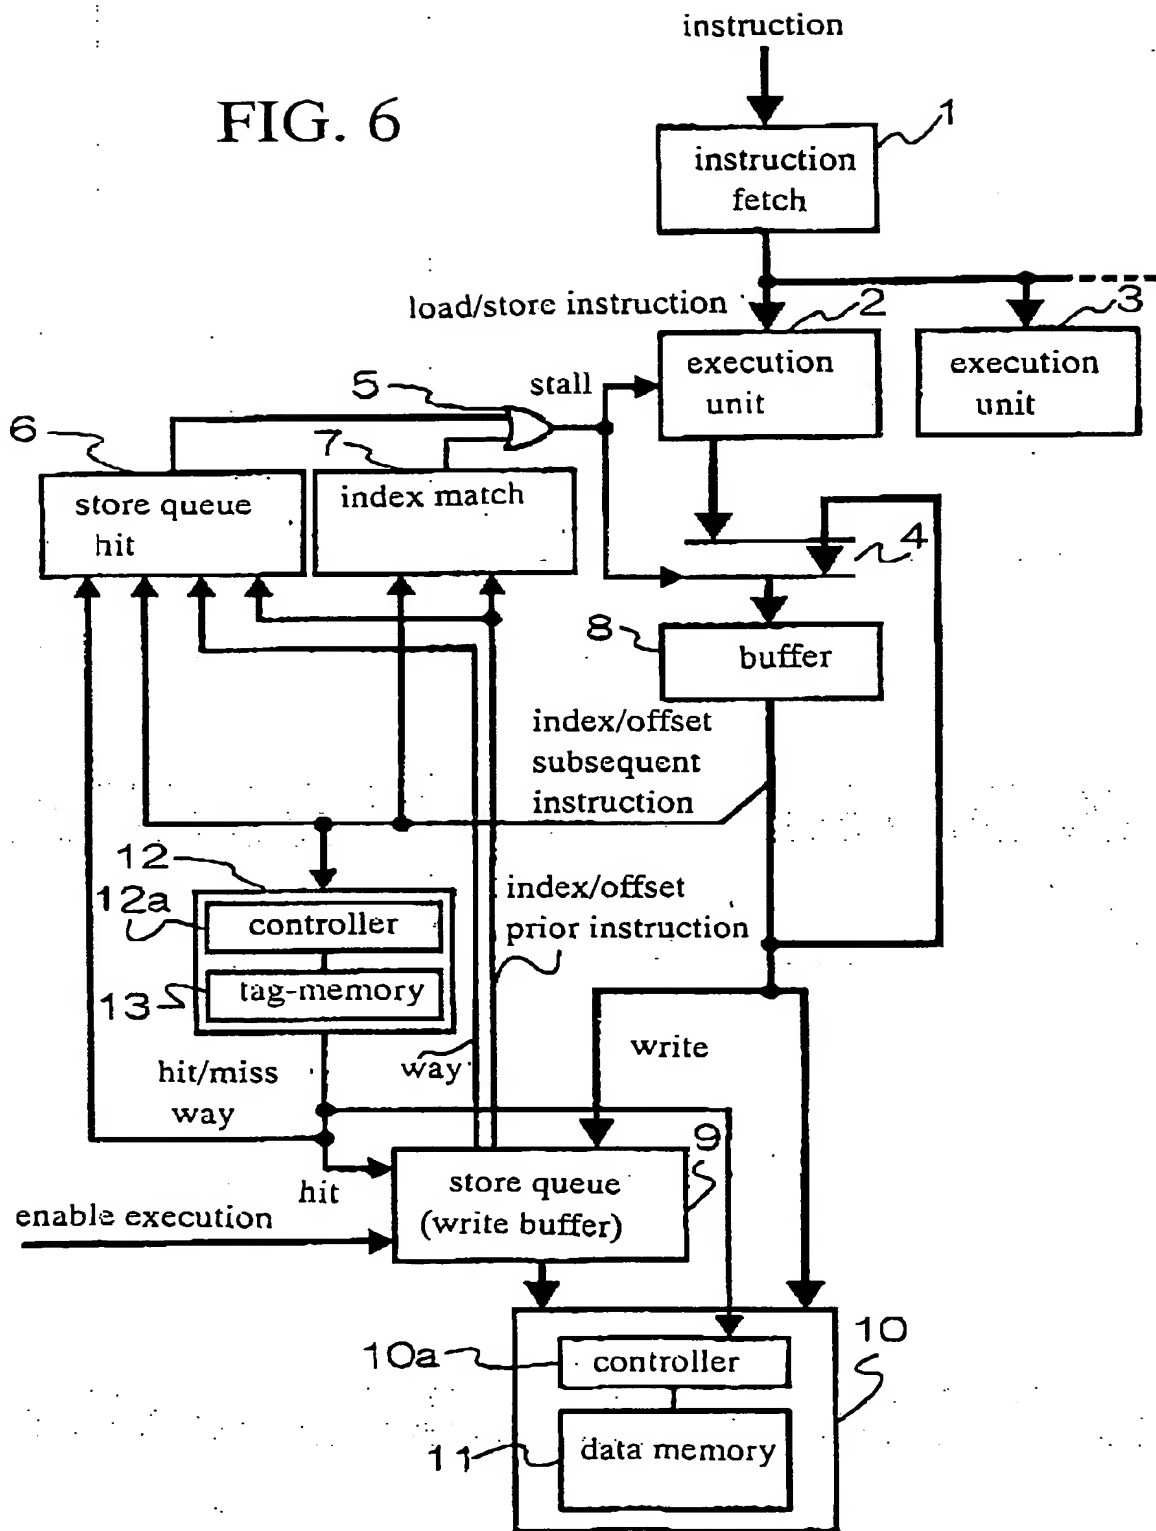 instruction
FIG. 6
1
instruction
fetch
load/store instruction
2
3
execution
unit
execution
unit
5
stall
6
7
store queue
hit
index match
4
8
buffer
index/offset
subsequent
instruction
12
12a
controller
index/offset
prior instruction
13
tag-memory
write
hit/miss
way
way
9
hit
store queue
(write buffer)
enable execution
10
10a
controller
11
data memory